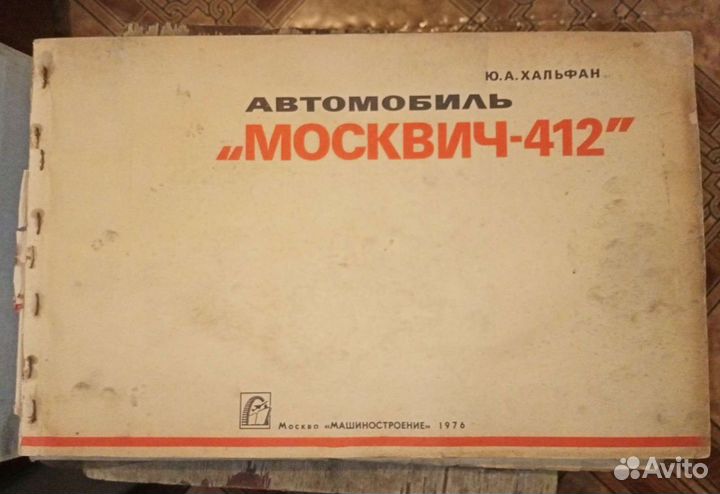 Ю.А.ХАЛЬФАН
АВТОМОБИЛЬ
„МОСКВИЧ-412”
Москва «МАШИНОСТРОЕНИЕ» 1976
Avito